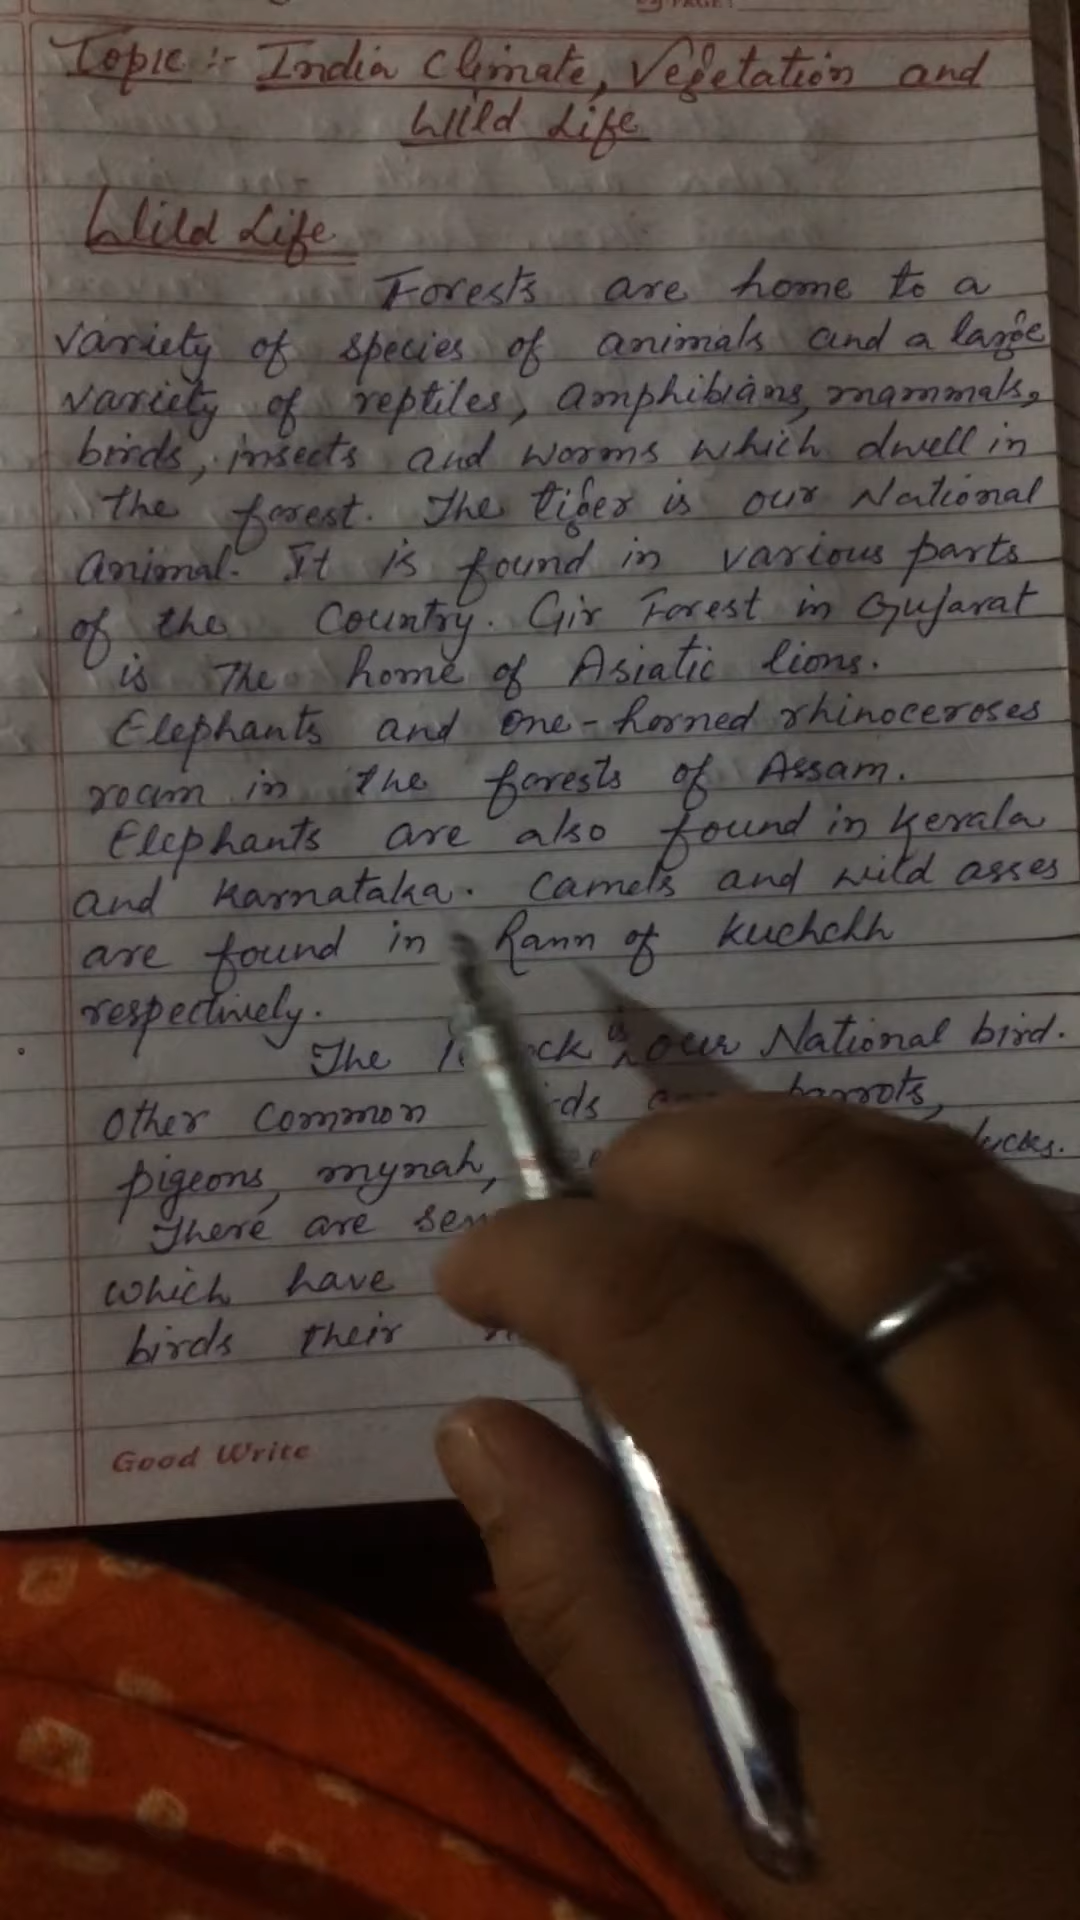 Topic :- India Climate, Vegetation and
Wild Life
Wild Life
Forests are home to a
variety of species of animals and a large
variety of reptiles, amphibians, mammals,
birds, insects and worms which dwell in
the forest. The tiger is our National
animal. It is found in various parts
of the Country. Gir Forest in Gujarat
is The home of Asiatic lions.
Elephants and one-horned rhinoceroses
roam in the forests of Assam.
Elephants are also found in Kerala
and Karnataka. Camels and wild asses
are found in Rann of Kuchchh
respectively.
The is our National bird.
Other Common parrots,
pigeons, mynah, ducks.
There are
which have
birds their
Good Write